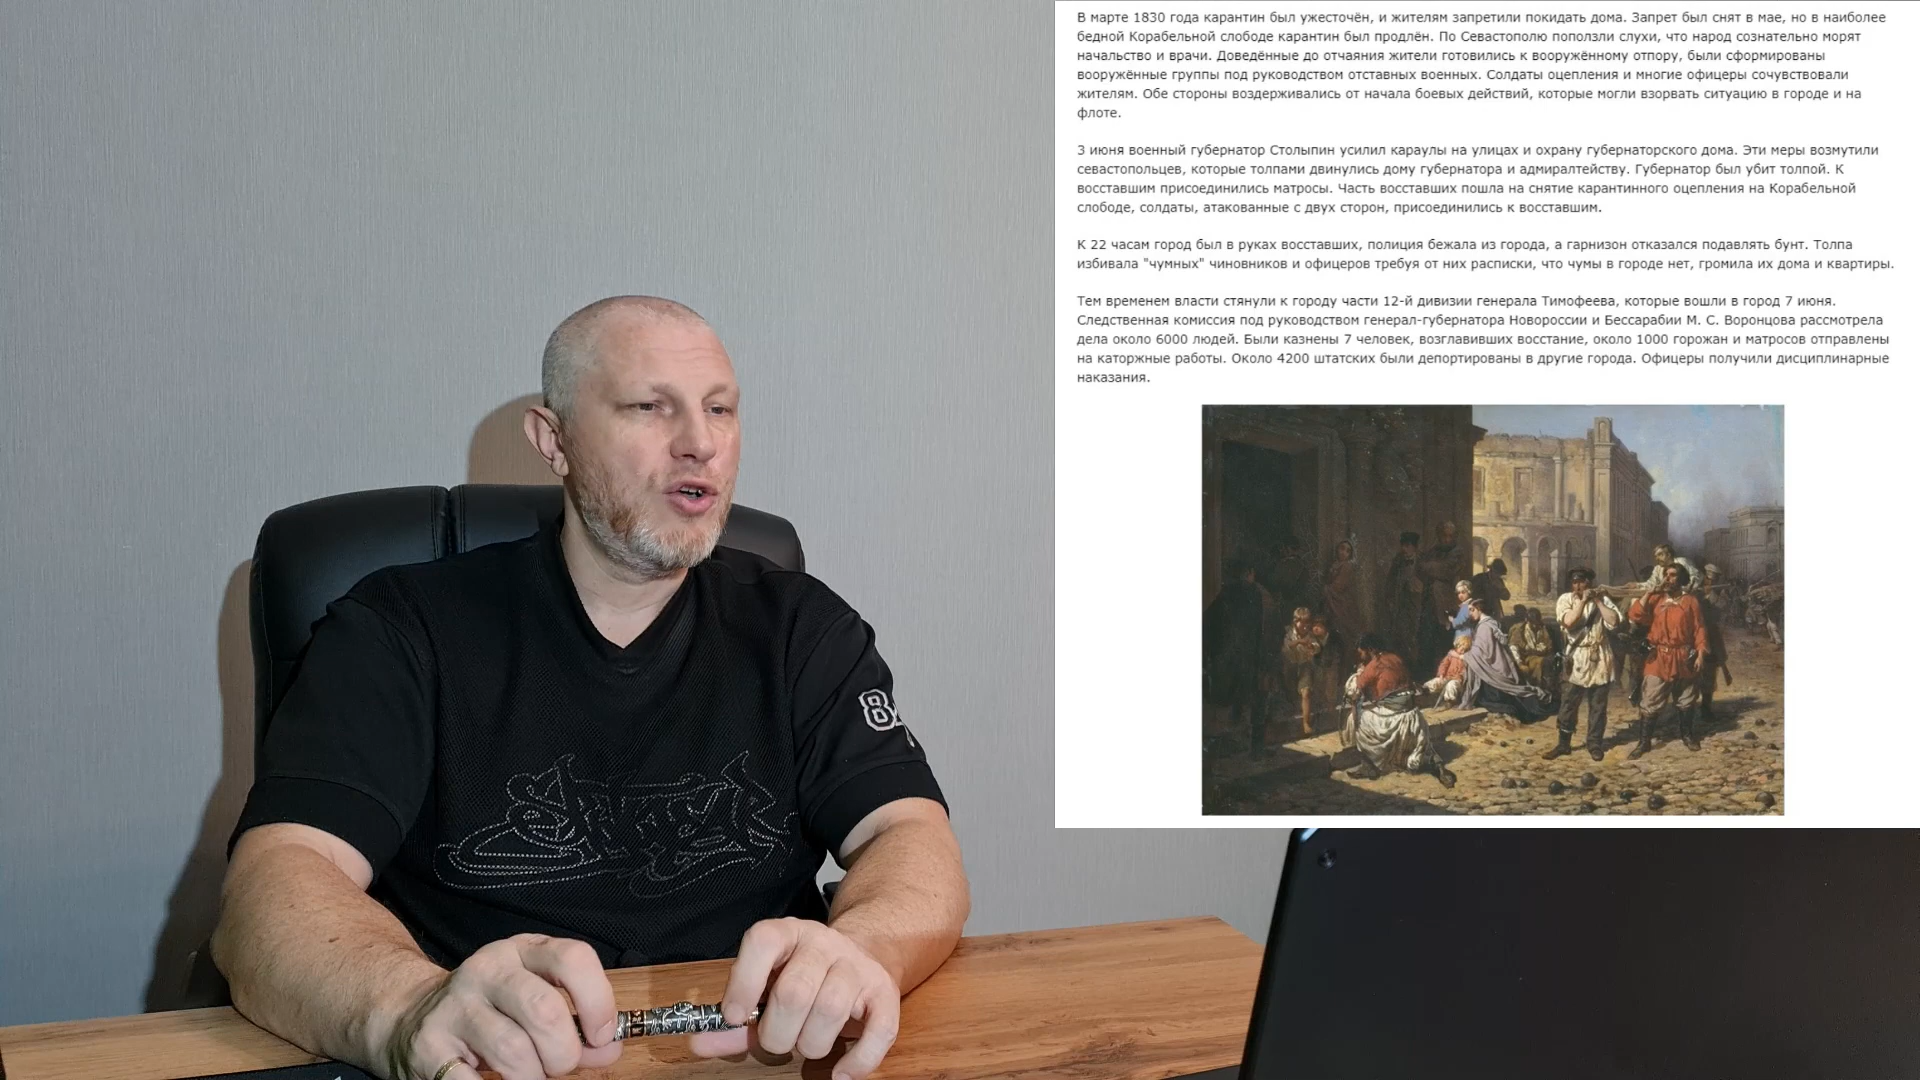 В марте 1830 года карантин был ужесточён, и жителям запретили покидать дома. Запрет был снят в мае, но в наиболее
бедной Корабельной слободе карантин был продлён. По Севастополю поползли слухи, что народ сознательно морят
начальство и врачи. Доведённые до отчаяния жители готовились к вооружённому отпору, были сформированы
вооружённые группы под руководством отставных военных. Солдаты оцепления и многие офицеры сочувствовали
жителям. Обе стороны воздерживались от начала боевых действий, которые могли взорвать ситуацию в городе и на
флоте.
3 июня военный губернатор Столыпин усилил караулы на улицах и охрану губернаторского дома. Эти меры возмутили
севастопольцев, которые толпами двинулись дому губернатора и адмиралтейству. Губернатор был убит толпой. К
восставшим присоединились матросы. Часть восставших пошла на снятие карантинного оцепления на Корабельной
слободе, солдаты, атакованные с двух сторон, присоединились к восставшим.
К 22 часам город был в руках восставших, полиция бежала из города, а гарнизон отказался подавлять бунт. Толпа
избивала "чумных" чиновников и офицеров требуя от них расписки, что чумы в городе нет, громила их дома и квартиры.
Тем временем власти стянули к городу части 12-й дивизии генерала Тимофеева, которые вошли в город 7 июня.
Следственная комиссия под руководством генерал-губернатора Новороссии и Бессарабии М. С. Воронцова рассмотрела
дела около 6000 людей. Были казнены 7 человек, возглавивших восстание, около 1000 горожан и матросов отправлены
на каторжные работы. Около 4200 штатских были депортированы в другие города. Офицеры получили дисциплинарные
наказания.